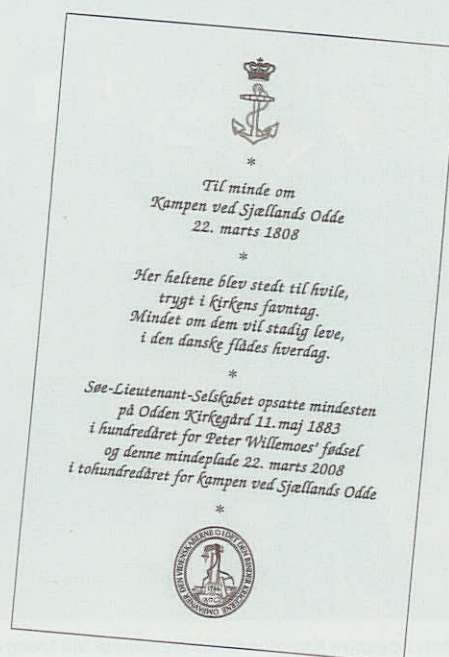 *
Til minde om
Kampen ved Sjællands Odde
22. marts 1808
*
Her heltene blev stedt til hvile,
trygt i kirkens favntag.
Mindet om dem vil stadig leve,
i den danske flådes hverdag.
*
Søe-Lieutenant-Selskabet opsatte mindesten
på Odden Kirkegård 11. maj 1883
i hundredåret for Peter Willemoes' fødsel
og denne mindeplade 22. marts 2008
i tohundredåret for kampen ved Sjællands Odde
*
1784